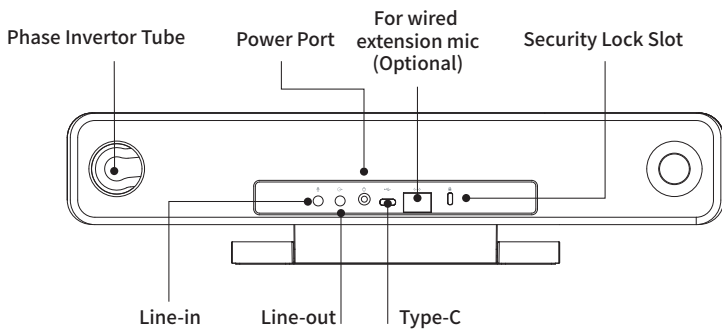 For wired
extension mic
(Optional)
Phase Invertor Tube
Power Port
Security Lock Slot
Line-in
Line-out
Type-C